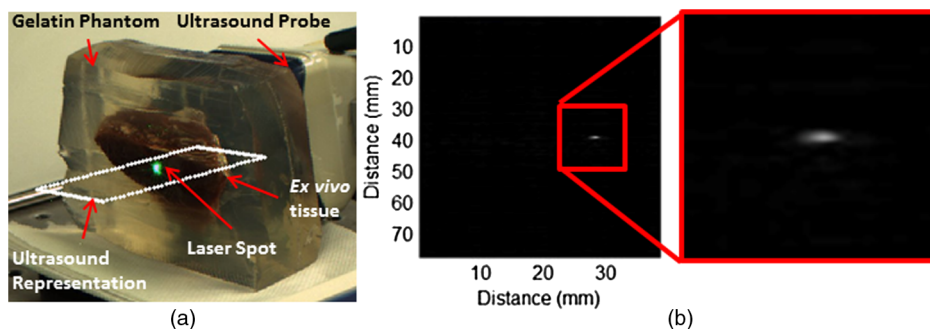 Gelatin Phantom
Ultrasound Probe
Ex vivo
tissue
Laser Spot
Ultrasound
Representation
(a)
Distance (mm)
10
20
30
40
50
60
70
10
20
30
Distance (mm)
(b)